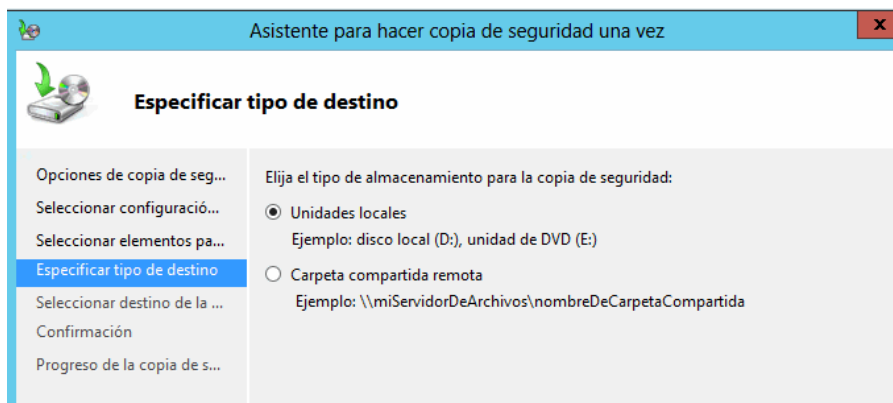 Asistente para hacer copia de seguridad una vez
x
Especificar tipo de destino
Opciones de copia de seg...
Seleccionar configuració...
Seleccionar elementos pa...
Especificar tipo de destino
Seleccionar destino de la ...
Confirmación
Progreso de la copia de s...
Elija el tipo de almacenamiento para la copia de seguridad:
Unidades locales
Ejemplo: disco local (D:), unidad de DVD (E:)
Carpeta compartida remota
Ejemplo: \\miServidorDeArchivos\nombreDeCarpetaCompartida